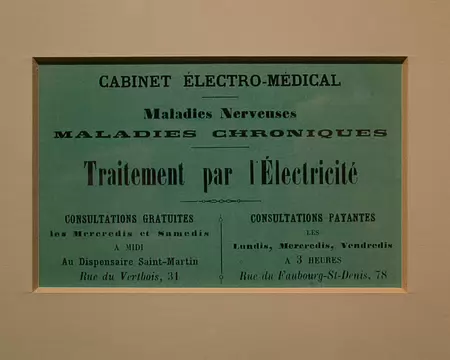 CABINET ÉLECTRO-MÉDICAL
Maladies Nerveuses
MALADIES CHRONIQUES
Traitement par l'Électricité
CONSULTATIONS GRATUITES
les Mercredis et Samedis
A MIDI
Au Dispensaire Saint-Martin
Rue du Vertbois, 31
CONSULTATIONS PAYANTES
LES
Lundis, Mercredis, Vendredis
A 3 HEURES
Rue du Faubourg-St-Denis, 78